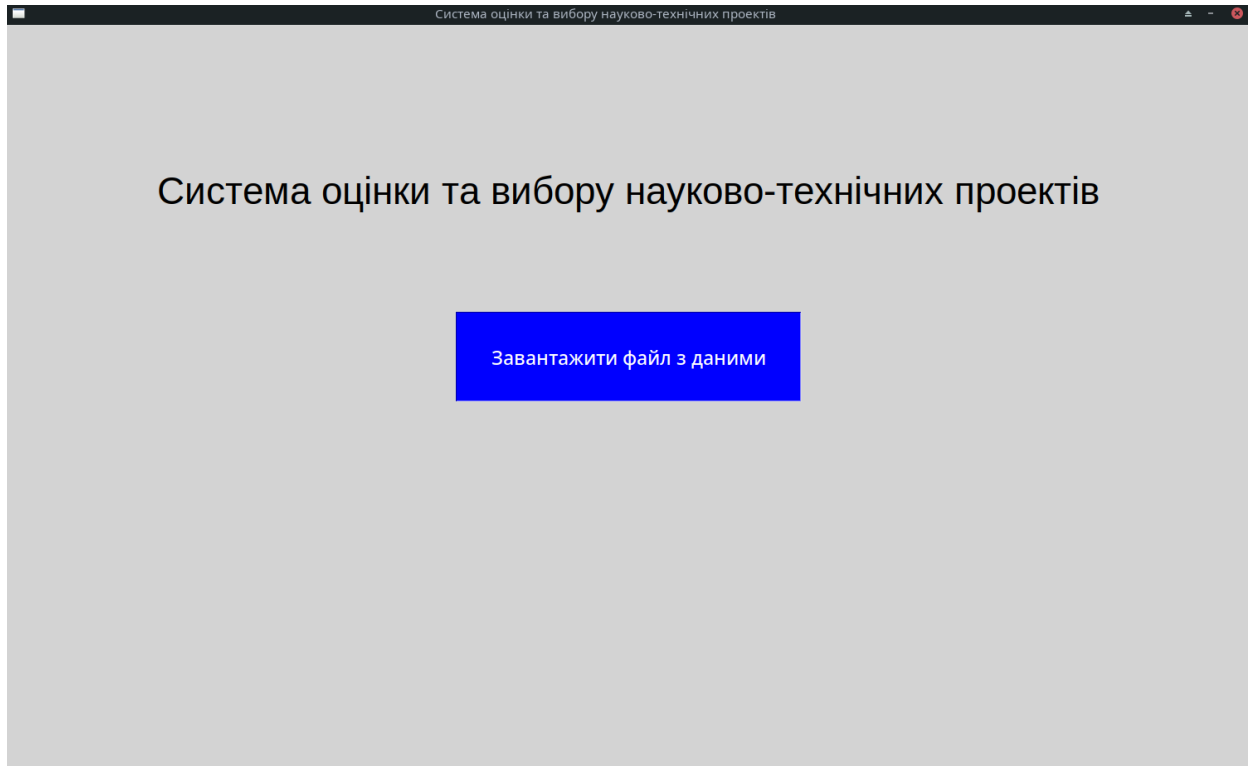 Система оцінки та вибору науково-технічних проектів
Система оцінки та вибору науково-технічних проектів
Завантажити файл з даними